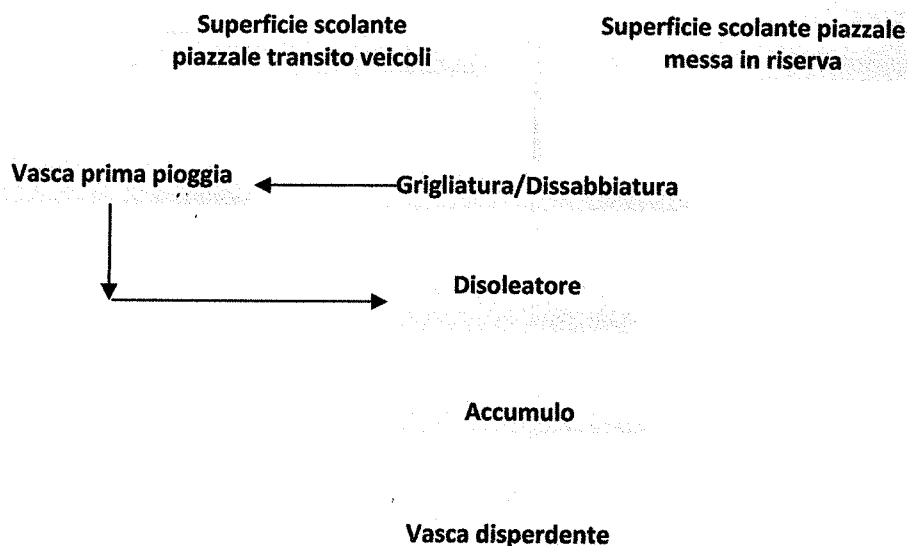 Superficie scolante
piazzale transito veicoli
Superficie scolante piazzale
messa in riserva
Vasca prima pioggia
Grigliatura/Dissabbiatura
Disoleatore
Accumulo
Vasca disperdente